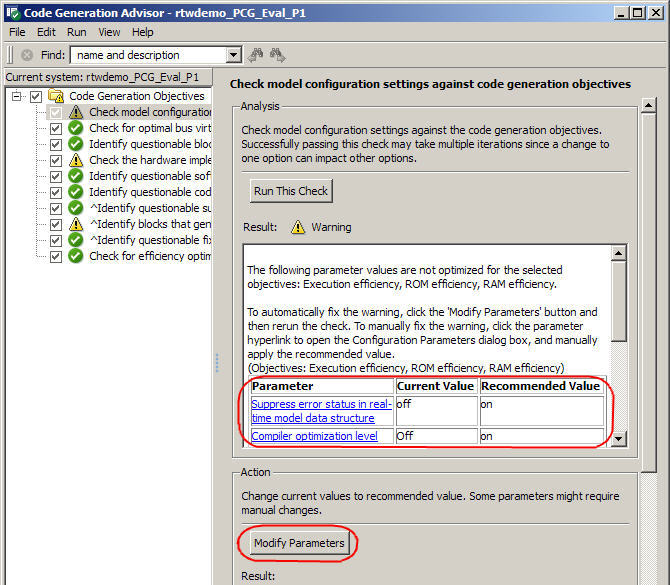 Code Generation Advisor - rtwdemo_PCG_Eval_P1
File Edit Run View Help
Find: name and description
Current system: rtwdemo_PCG_Eval_P1
Code Generation Objectives
Check model configuration
Check for optimal bus virt
Identify questionable bloc
Check the hardware imple
Identify questionable soft
Identify questionable cod
^Identify questionable su
^Identify blocks that gen
^Identify questionable fix
Check for efficiency optim
Check model configuration settings against code generation objectives
Analysis
Check model configuration settings against the code generation objectives.
Successfully passing this check may take multiple iterations since a change to
one option can impact other options.
Run This Check
Result: Warning
The following parameter values are not optimized for the selected
objectives: Execution efficiency, ROM efficiency, RAM efficiency.
To automatically fix the warning, click the 'Modify Parameters' button and
then rerun the check. To manually fix the warning, click the parameter
hyperlink to open the Configuration Parameters dialog box, and manually
apply the recommended value.
(Objectives: Execution efficiency, ROM efficiency, RAM efficiency)
Parameter Current Value Recommended Value
Suppress error status in real- off on
time model data structure
Compiler optimization level Off on
Action
Change current values to recommended value. Some parameters might require
manual changes.
Modify Parameters
Result: